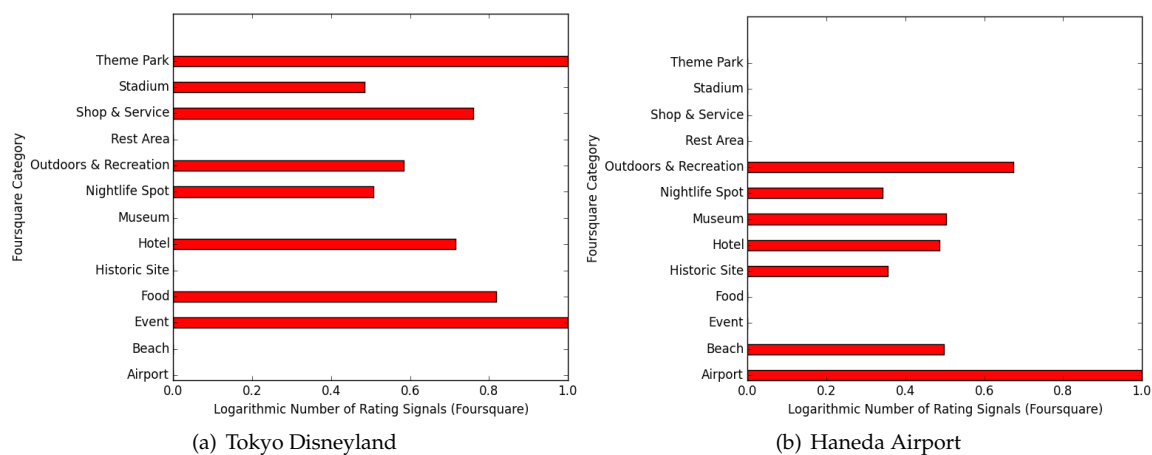 Foursquare Category
Theme Park
Stadium
Shop & Service
Rest Area
Outdoors & Recreation
Nightlife Spot
Museum
Hotel
Historic Site
Food
Event
Beach
Airport
0.0 0.2 0.4 0.6 0.8 1.0
Logarithmic Number of Rating Signals (Foursquare)
(a) Tokyo Disneyland
Foursquare Category
Theme Park
Stadium
Shop & Service
Rest Area
Outdoors & Recreation
Nightlife Spot
Museum
Hotel
Historic Site
Food
Event
Beach
Airport
0.0 0.2 0.4 0.6 0.8 1.0
Logarithmic Number of Rating Signals (Foursquare)
(b) Haneda Airport